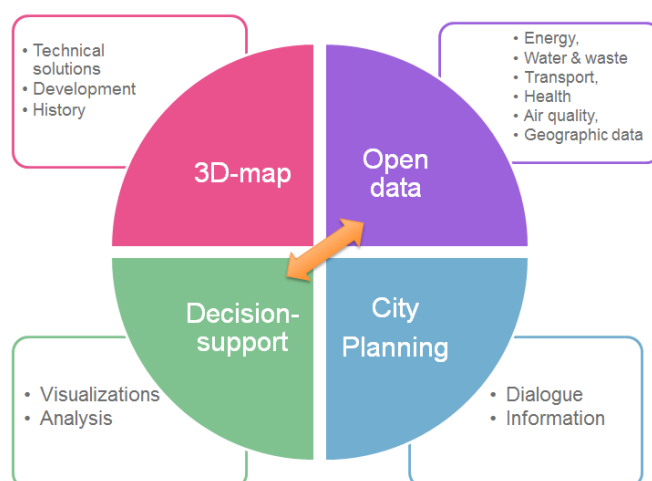 • Technical
solutions
• Development
• History
• Energy,
• Water & waste
• Transport,
• Health
• Air quality,
• Geographic data
3D-map
Open
data
Decision-
support
City
Planning
• Visualizations
• Analysis
• Dialogue
• Information